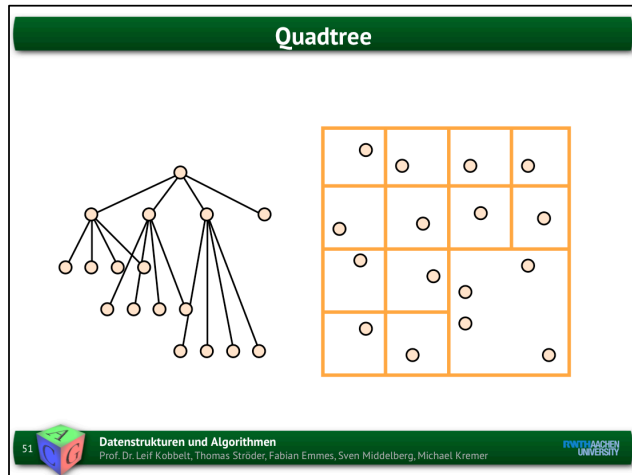 Quadtree
51
A
C
G
Datenstrukturen und Algorithmen
Prof. Dr. Leif Kobbelt, Thomas Ströder, Fabian Emmes, Sven Middelberg, Michael Kremer
RWTHAACHEN
UNIVERSITY